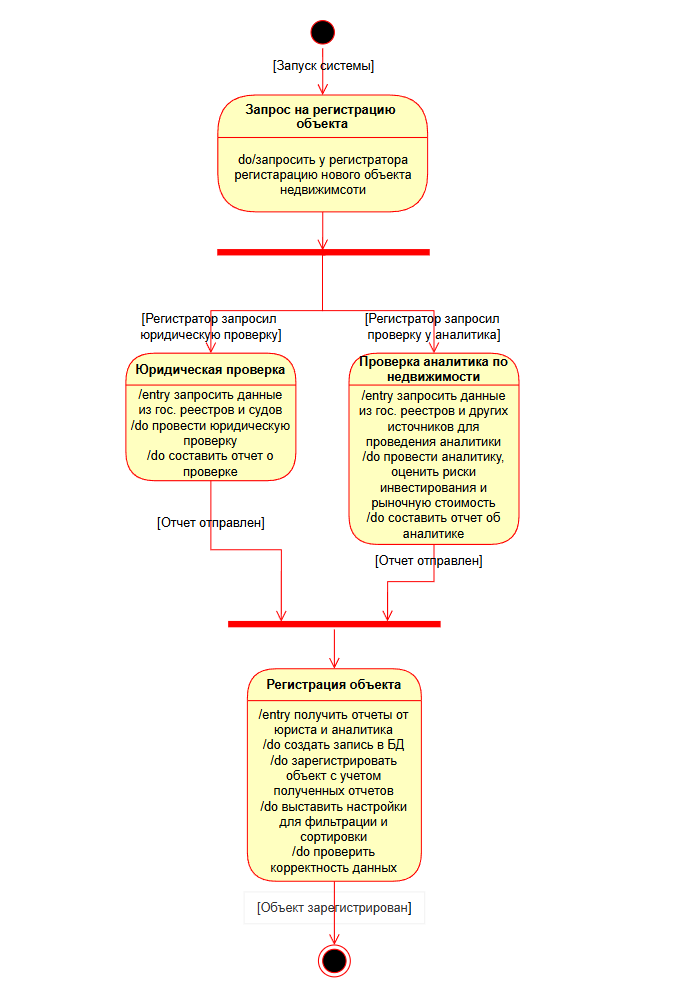 [Запуск системы]
Запрос на регистрацию
объекта
do/запросить у регистратора
регистарацию нового объекта
недвижимсоти
[Регистратор запросил
юридическую проверку]
[Регистратор запросил
проверку у аналитика]
Юридическая проверка
/entry запросить данные
из гос. реестров и судов
/do провести юридическую
проверку
/do составить отчет о
проверке
Проверка аналитика по
недвижимости
/entry запросить данные
из гос. реестров и других
источников для
проведения аналитики
/do провести аналитику,
оценить риски
инвестирования и
рыночную стоимость
/do составить отчет об
аналитике
[Отчет отправлен]
[Отчет отправлен]
Регистрация объекта
/entry получить отчеты от
юриста и аналитика
/do создать запись в БД
/do зарегистрировать
объект с учетом
полученных отчетов
/do выставить настройки
для фильтрации и
сортировки
/do проверить
корректность данных
[Объект зарегистрирован]